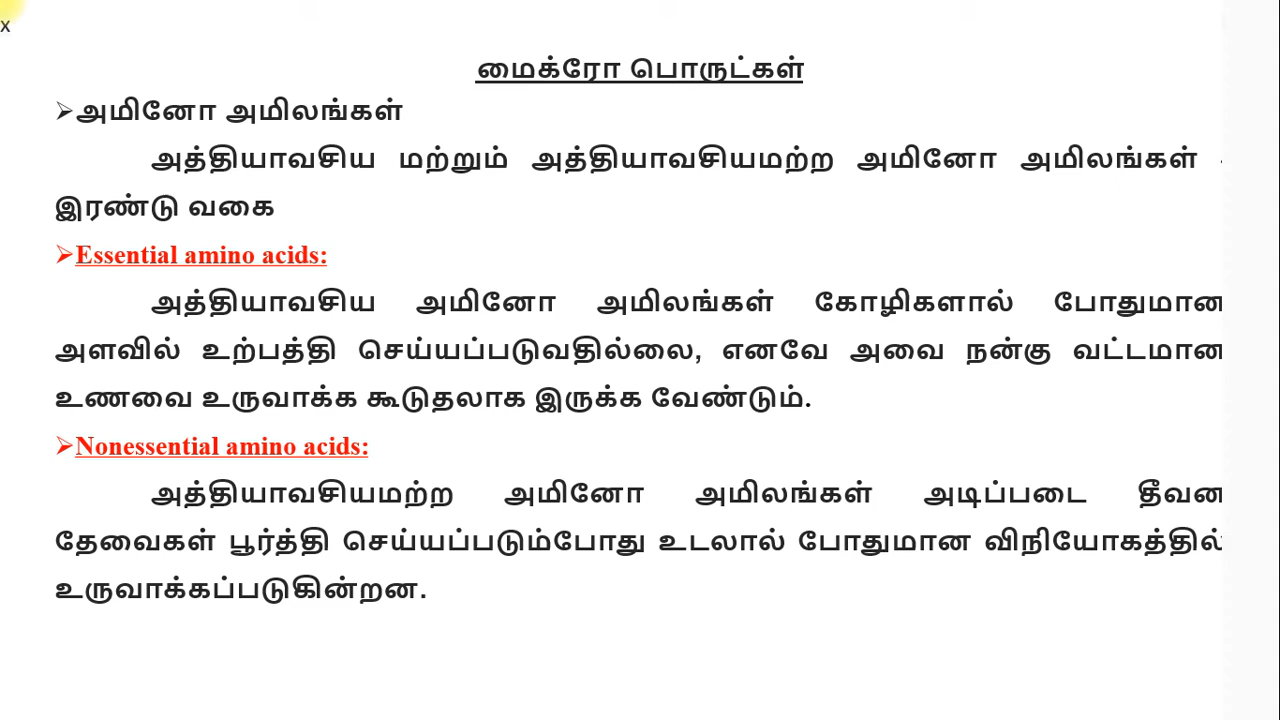 x
மைக்ரோ பொருட்கள்
➢அமினோ அமிலங்கள்
அத்தியாவசிய மற்றும் அத்தியாவசியமற்ற அமினோ அமிலங்கள் -
இரண்டு வகை
➢Essential amino acids:
அத்தியாவசிய அமினோ அமிலங்கள் கோழிகளால் போதுமான
அளவில் உற்பத்தி செய்யப்படுவதில்லை, எனவே அவை நன்கு வட்டமான
உணவை உருவாக்க கூடுதலாக இருக்க வேண்டும்.
➢Nonessential amino acids:
அத்தியாவசியமற்ற அமினோ அமிலங்கள் அடிப்படை தீவன
தேவைகள் பூர்த்தி செய்யப்படும்போது உடலால் போதுமான விநியோகத்தில்
உருவாக்கப்படுகின்றன.